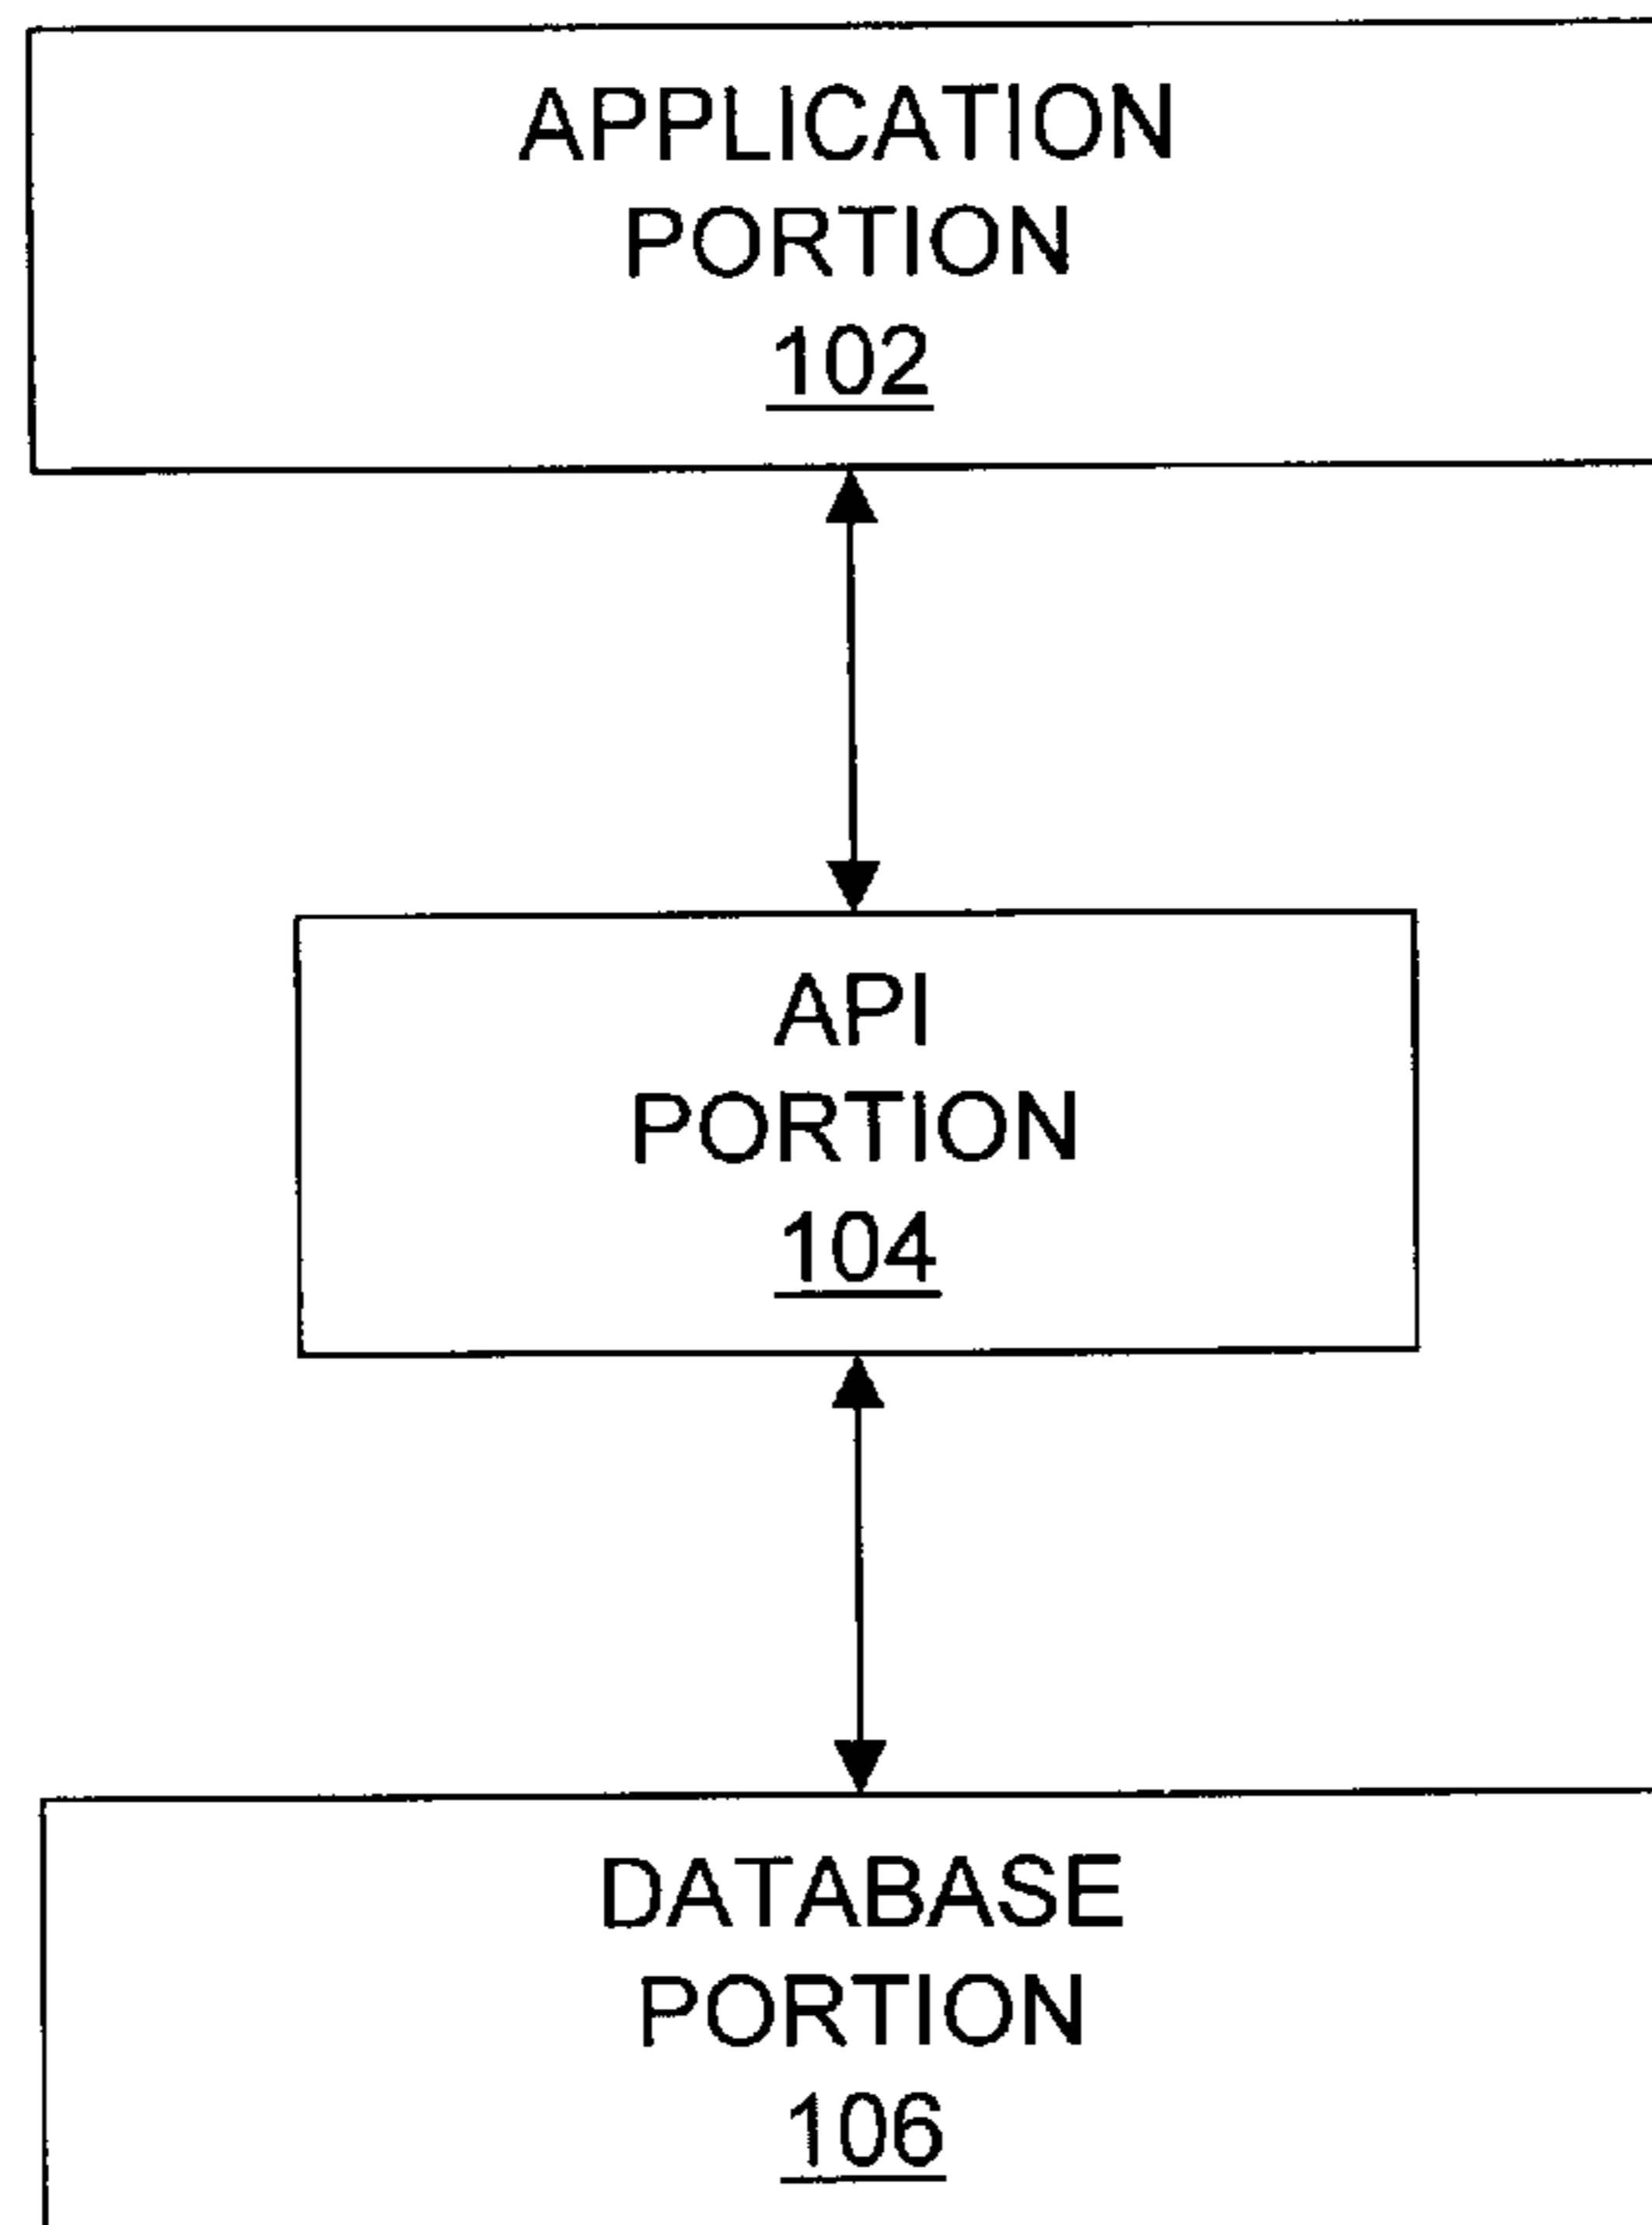 APPLICATION
PORTION
102
API
PORTION
104
DATABASE
PORTION
106